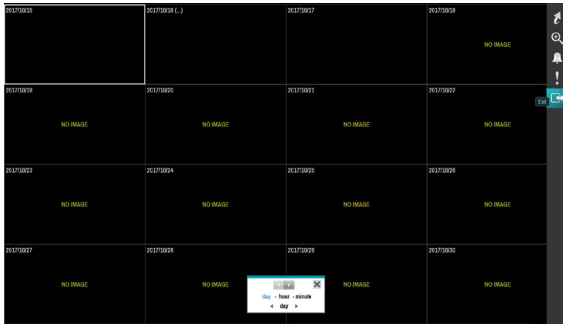 2017/10/15
2017/10/16 (...)
2017/10/17
2017/10/18
NO IMAGE
2017/10/19
2017/10/20
2017/10/21
2017/10/22
Exit
NO IMAGE
NO IMAGE
NO IMAGE
NO IMAGE
2017/10/23
2017/10/24
2017/10/25
2017/10/26
NO IMAGE
NO IMAGE
NO IMAGE
NO IMAGE
2017/10/27
2017/10/28
2017/10/29
2017/10/30
NO IMAGE
NO IMAGE
NO IMAGE
NO IMAGE
day - hour - minute
day